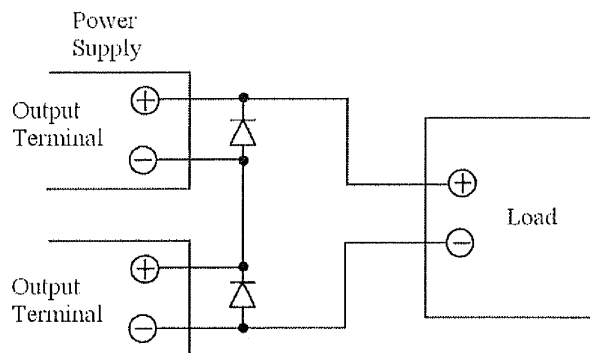 Power
Supply
Output
Terminal
+
−
+
−
Load
Output
Terminal
+
−